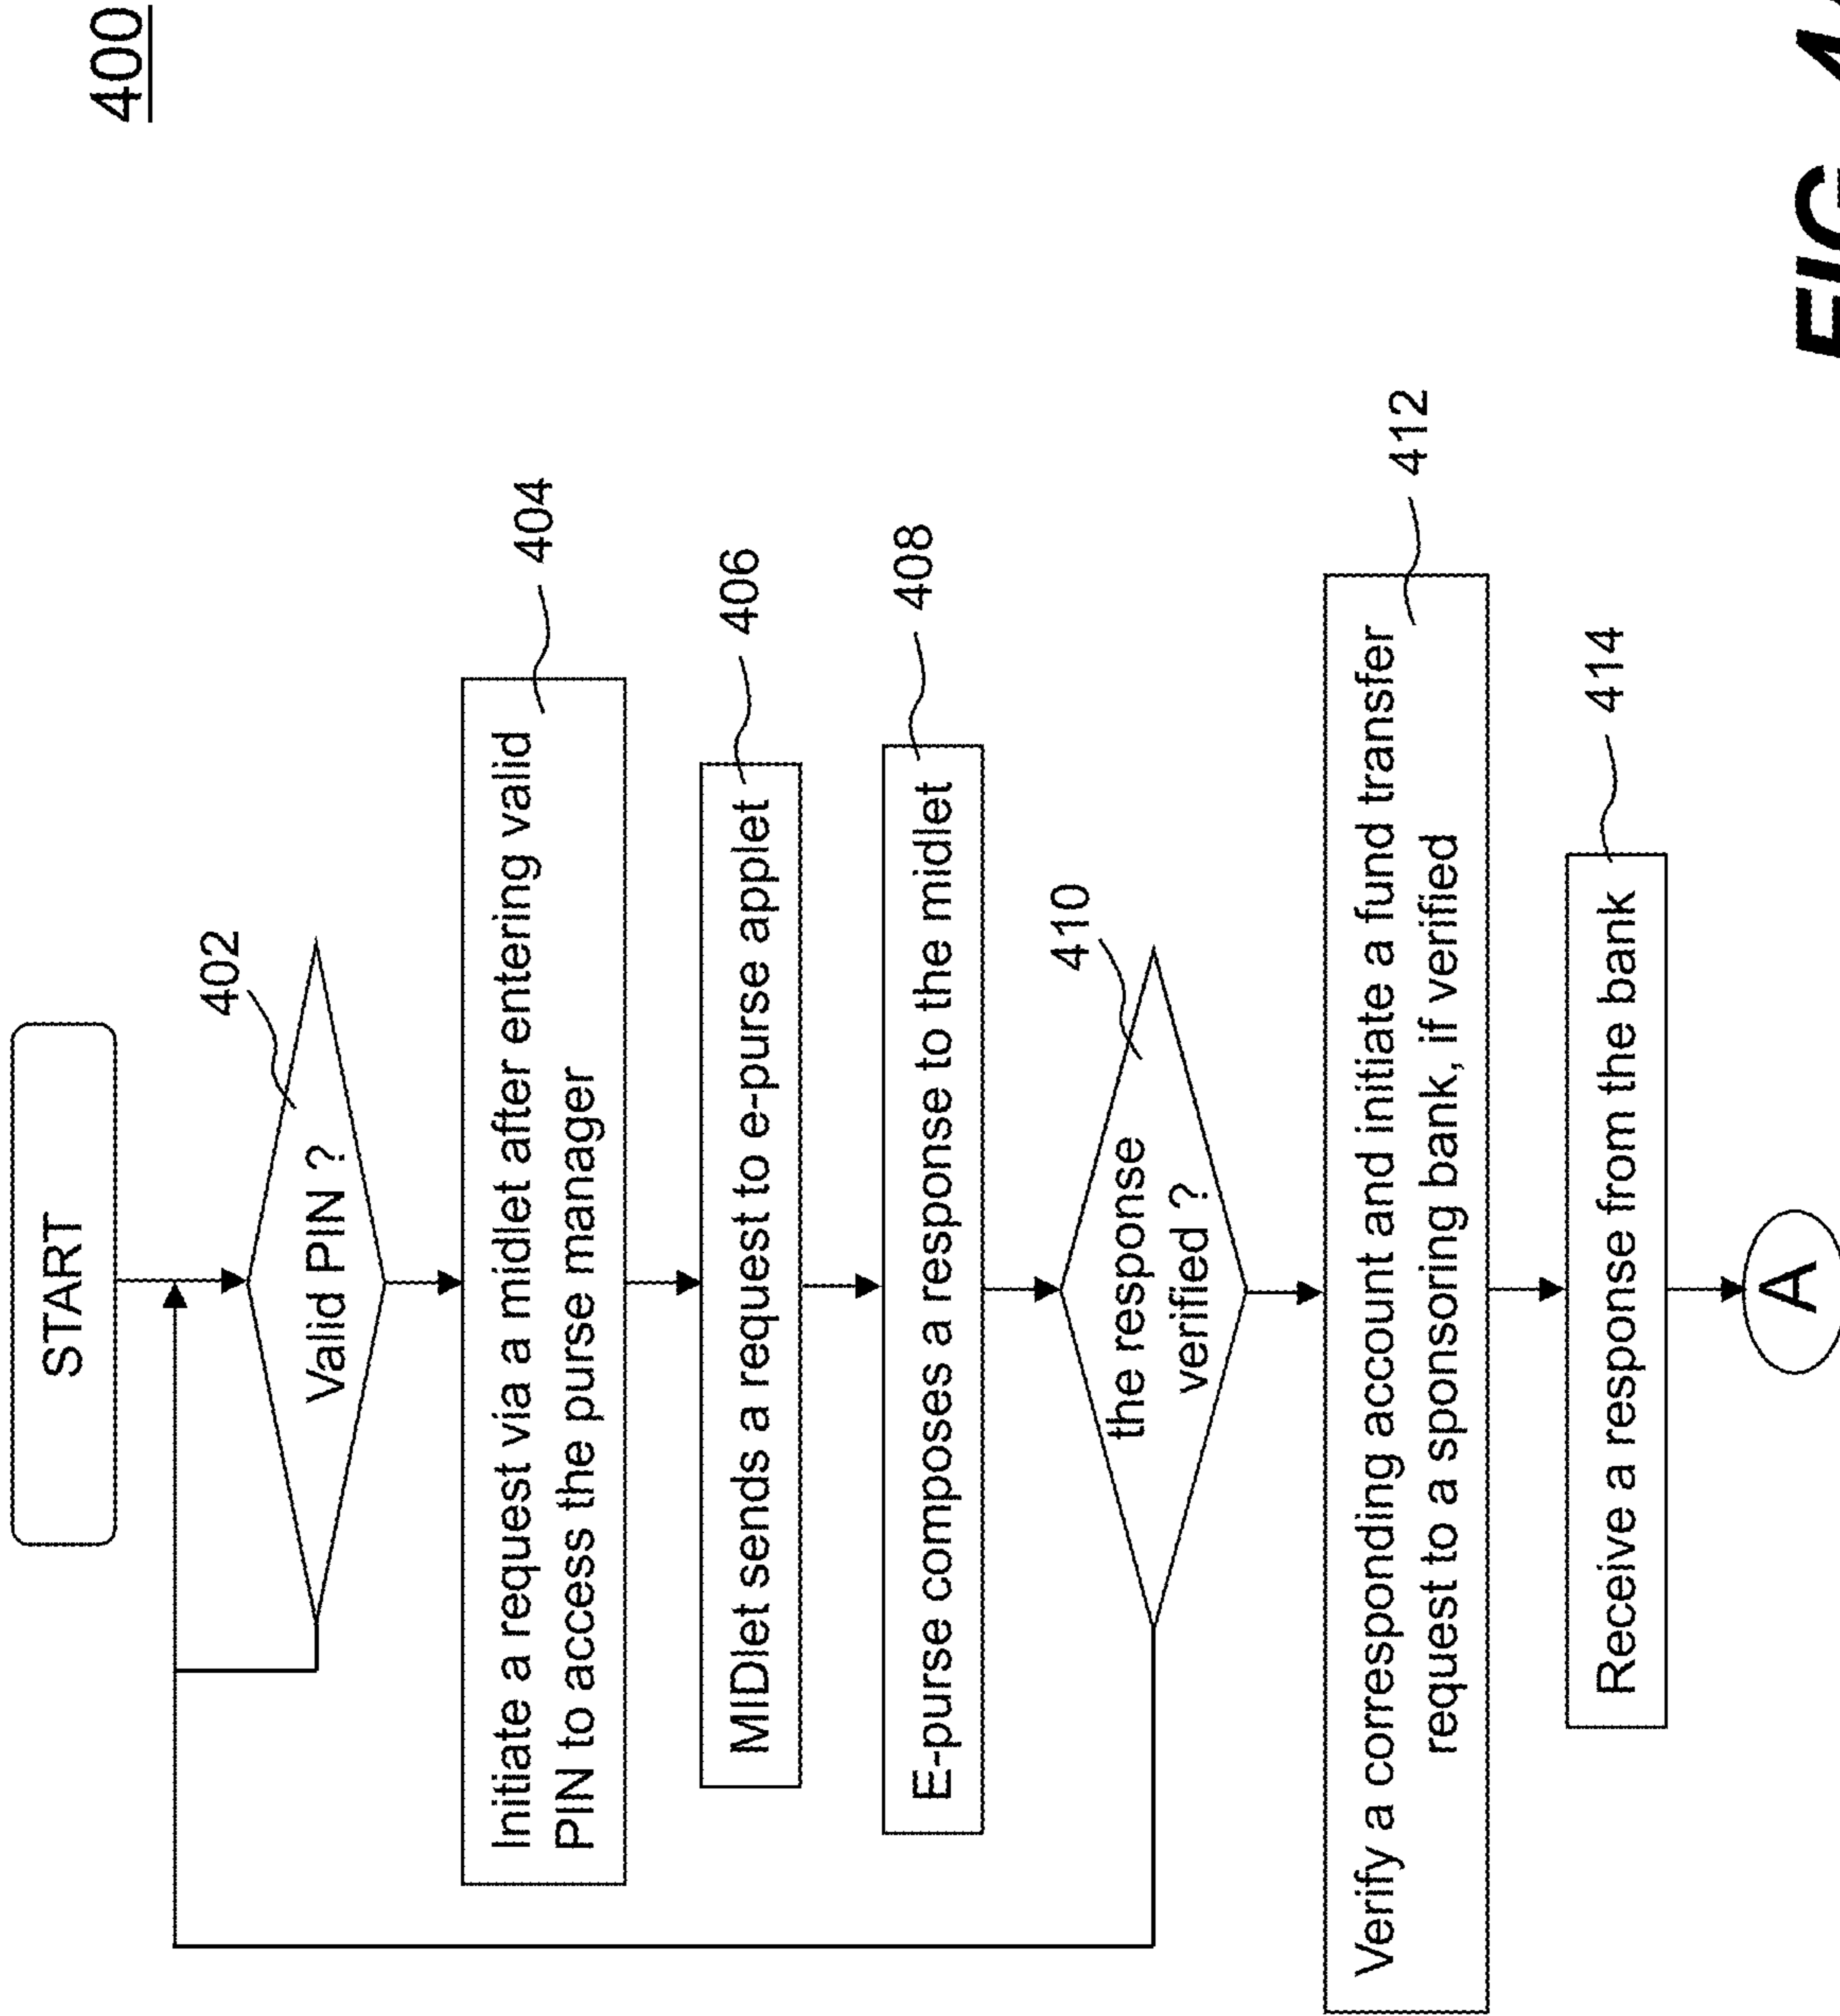 400
START
402
Valid PIN ?
404
Initiate a request via a midlet after entering valid
PIN to access the purse manager
406
MIDlet sends a request to e-purse applet
408
E-purse composes a response to the midlet
410
the response
verified ?
412
Verify a corresponding account and initiate a fund transfer
request to a sponsoring bank, if verified
414
Receive a response from the bank
A
FIG.